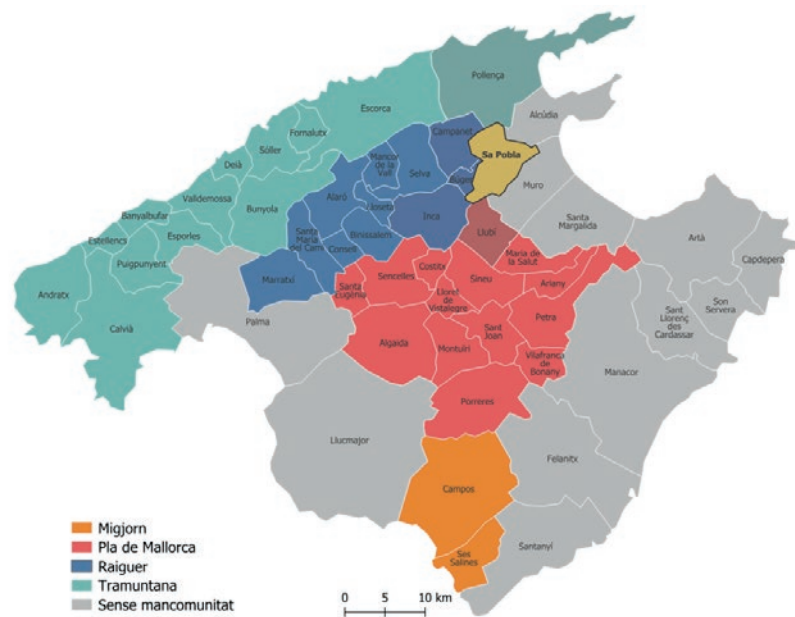 Pollença
Escorca
Alcúdia
Fornalutx
Campanet
Sóller
Sa Pobla
Mancor
de la
Vall
Deià
Selva
Búger
Muro
Valldemossa
Alaró
Lloseta
Bunyola
Banyalbufar
Inca
Santa
Margalida
Estellencs
Esporles
Santa
Maria
del Camí
Binissalem
Llubí
Artà
Consell
Maria de
la Salut
Puigpunyent
Capdepera
Costitx
Marratxí
Sencelles
Sineu
Andratx
Santa
Eugènia
Ariany
Lloret
de
Vistalegre
Son
Servera
Palma
Petra
Sant
Llorenç
des
Cardassar
Calvià
Sant
Joan
Algaida
Montuïri
Vilafranca
de
Bonany
Manacor
Porreres
Llucmajor
Felanitx
Campos
Santanyí
Ses
Salines
Migjorn
Pla de Mallorca
Raiguer
Tramuntana
Sense mancomunitat
0 5 10 km